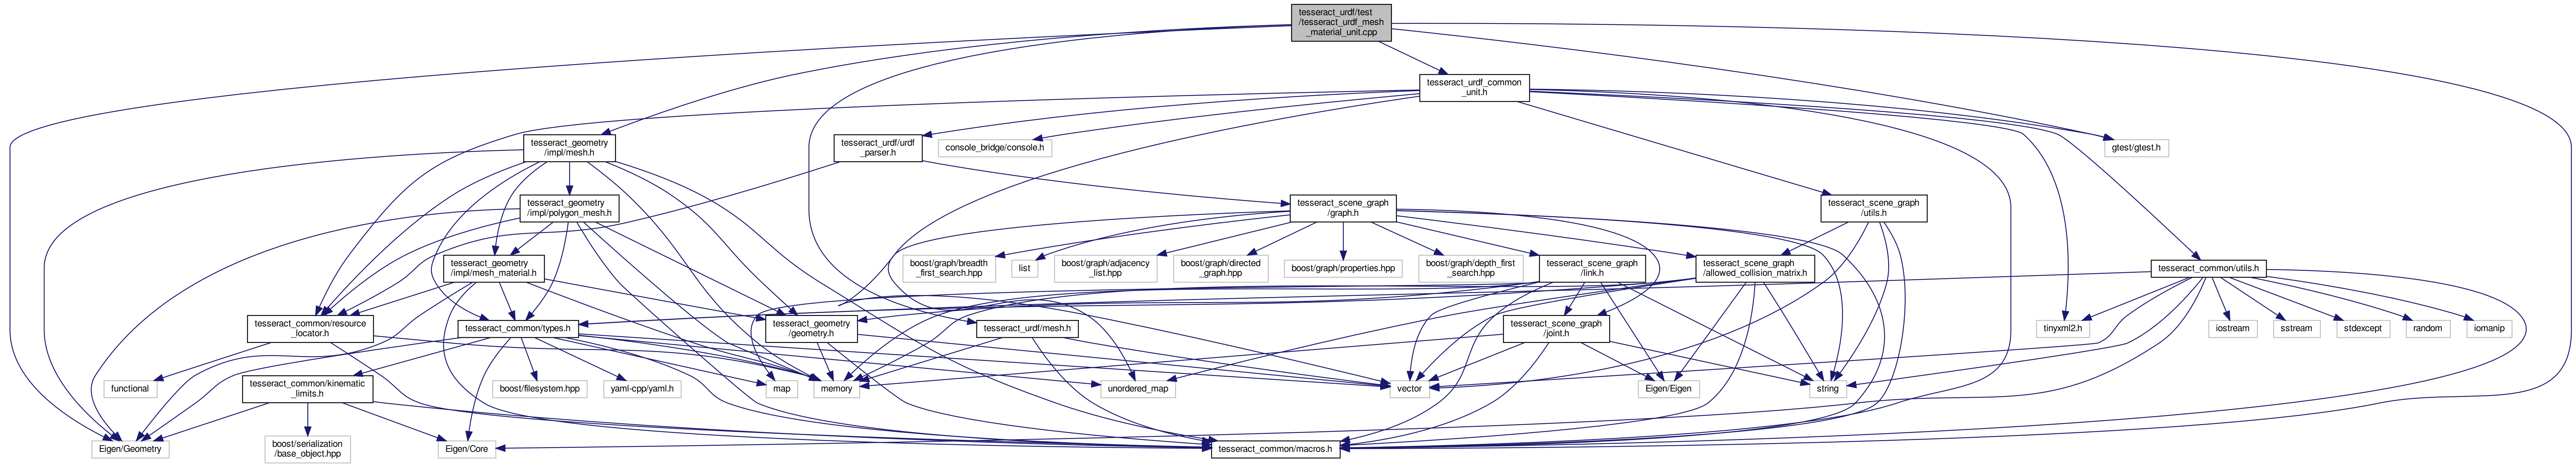 tesseract_urdf/test
/tesseract_urdf_mesh
_material_unit.cpp
tesseract_urdf_common
_unit.h
tesseract_geometry
/impl/mesh.h
tesseract_urdf/urdf
_parser.h
console_bridge/console.h
gtest/gtest.h
tesseract_geometry
/impl/polygon_mesh.h
tesseract_scene_graph
/graph.h
tesseract_scene_graph
/utils.h
tesseract_geometry
/impl/mesh_material.h
boost/graph/breadth
_first_search.hpp
list
boost/graph/adjacency
_list.hpp
boost/graph/directed
_graph.hpp
boost/graph/properties.hpp
boost/graph/depth_first
_search.hpp
tesseract_scene_graph
/link.h
tesseract_scene_graph
/allowed_collision_matrix.h
tesseract_common/utils.h
tesseract_common/resource
_locator.h
tesseract_common/types.h
tesseract_geometry
/geometry.h
tesseract_urdf/mesh.h
tesseract_scene_graph
/joint.h
tinyxml2.h
iostream
sstream
stdexcept
random
iomanip
functional
tesseract_common/kinematic
_limits.h
boost/filesystem.hpp
yaml-cpp/yaml.h
map
memory
unordered_map
vector
Eigen/Eigen
string
Eigen/Geometry
boost/serialization
/base_object.hpp
Eigen/Core
tesseract_common/macros.h